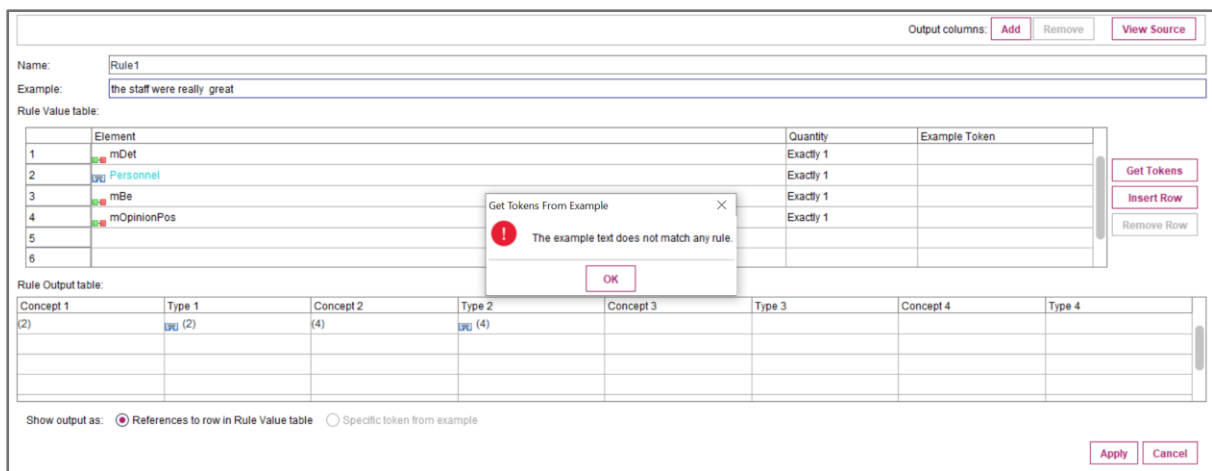 Output columns: Add Remove View Source
Name: Rule1
Example: the staff were really  great
Rule Value table:
Element Quantity Example Token
1 mDet Exactly 1
2 Personnel Exactly 1
3 mBe Exactly 1
4 mOpinionPos Exactly 1
5
6
Get Tokens
Insert Row
Remove Row
Get Tokens From Example
The example text does not match any rule.
OK
Rule Output table:
Concept 1 Type 1 Concept 2 Type 2 Concept 3 Type 3 Concept 4 Type 4
(2) (2) (4) (4)
Show output as: References to row in Rule Value table Specific token from example
Apply Cancel